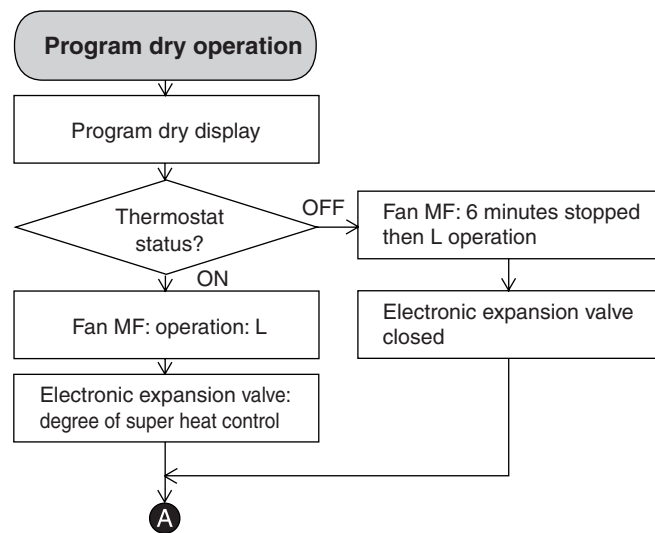 Program dry operation
Program dry display
Thermostat
status?
OFF
ON
Fan MF: 6 minutes stopped
then L operation
Electronic expansion valve
closed
Fan MF: operation: L
Electronic expansion valve:
degree of super heat control
A